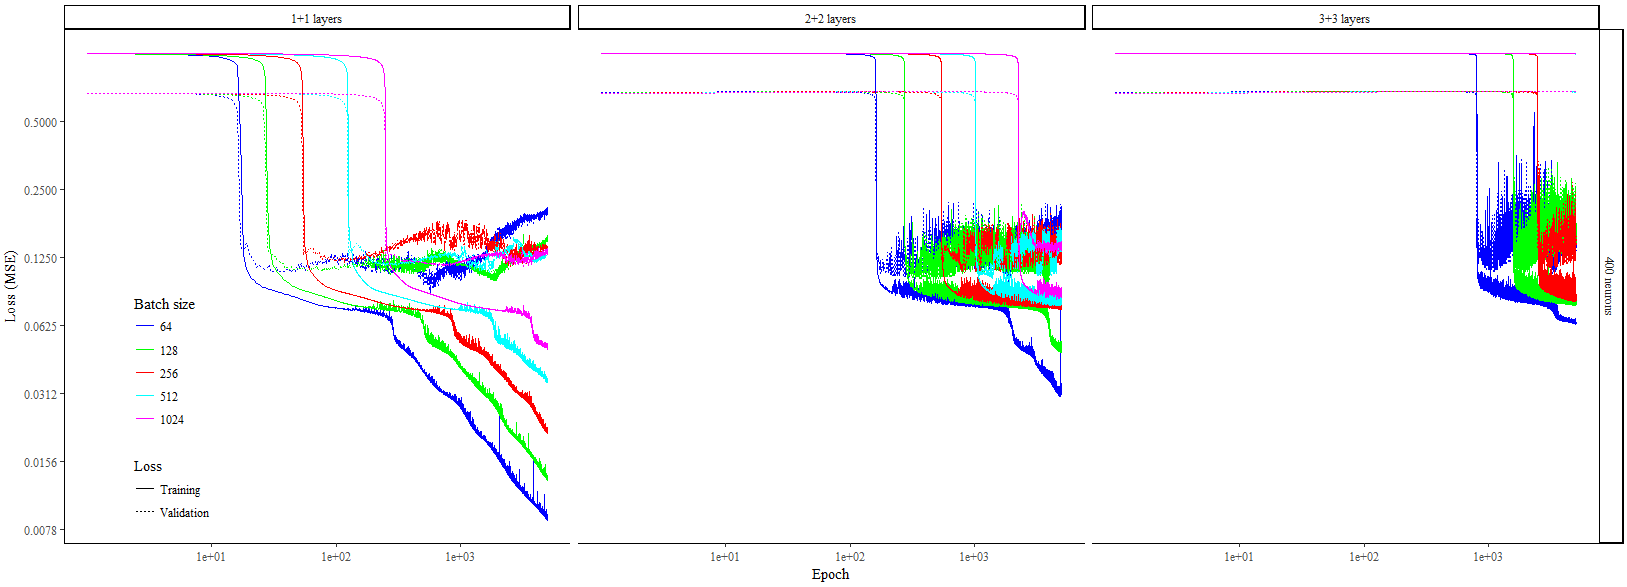 1+1 layers
2+2 layers
3+3 layers
400 neurons
Loss (MSE)
0.5000
0.2500
0.1250
0.0625
0.0312
0.0156
0.0078
Batch size
64
128
256
512
1024
Loss
Training
Validation
1e+01
1e+02
1e+03
1e+01
1e+02
1e+03
1e+01
1e+02
1e+03
Epoch